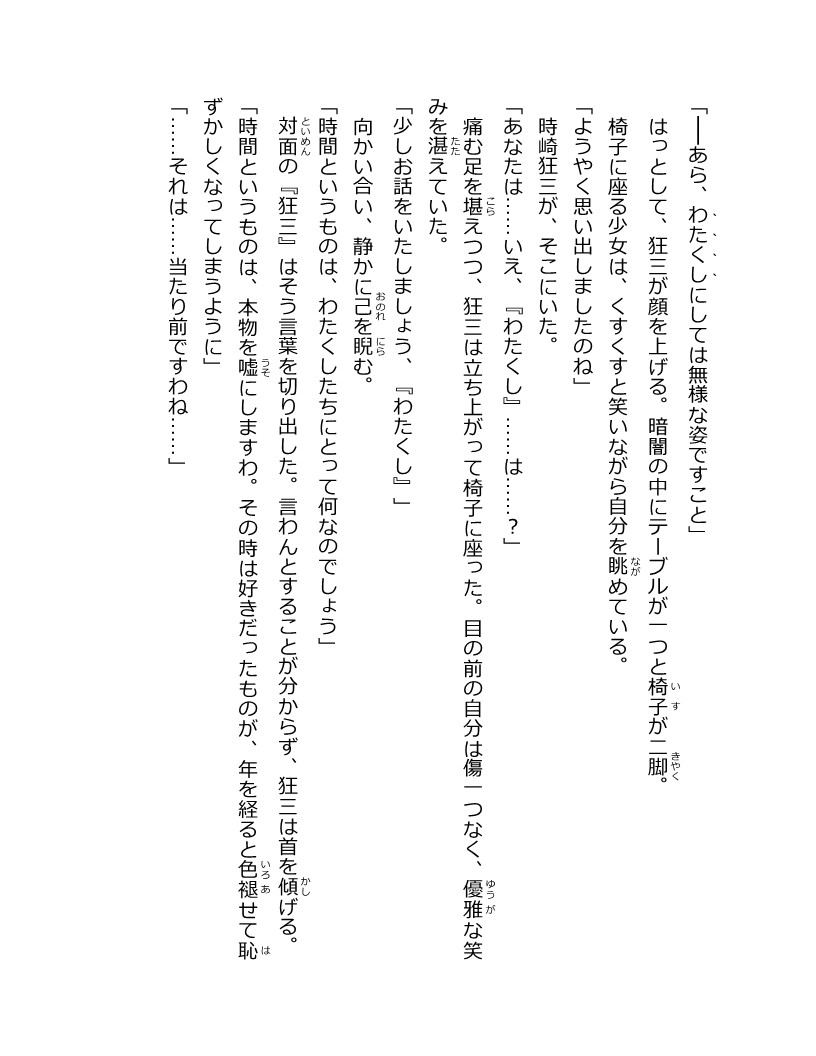 「――あら、わたくしにしては無様な姿ですこと」
はっとして、狂三が顔を上げる。暗闇の中にテーブルが一つと椅子が二脚。
椅子に座る少女は、くすくすと笑いながら自分を眺めている。
「ようやく思い出しましたのね」
時崎狂三が、そこにいた。
「あなたは……いえ、『わたくし』……は……？」
痛む足を堪えつつ、狂三は立ち上がって椅子に座った。目の前の自分は傷一つなく、優雅な笑
みを湛えていた。
「少しお話をいたしましょう、『わたくし』」
向かい合い、静かに己を睨む。
「時間というものは、わたくしたちにとって何なのでしょう」
対面の『狂三』はそう言葉を切り出した。言わんとすることが分からず、狂三は首を傾げる。
「時間というものは、本物を嘘にしますわ。その時は好きだったものが、年を経ると色褪せて恥
ずかしくなってしまうように」
「……それは……当たり前ですわね……」